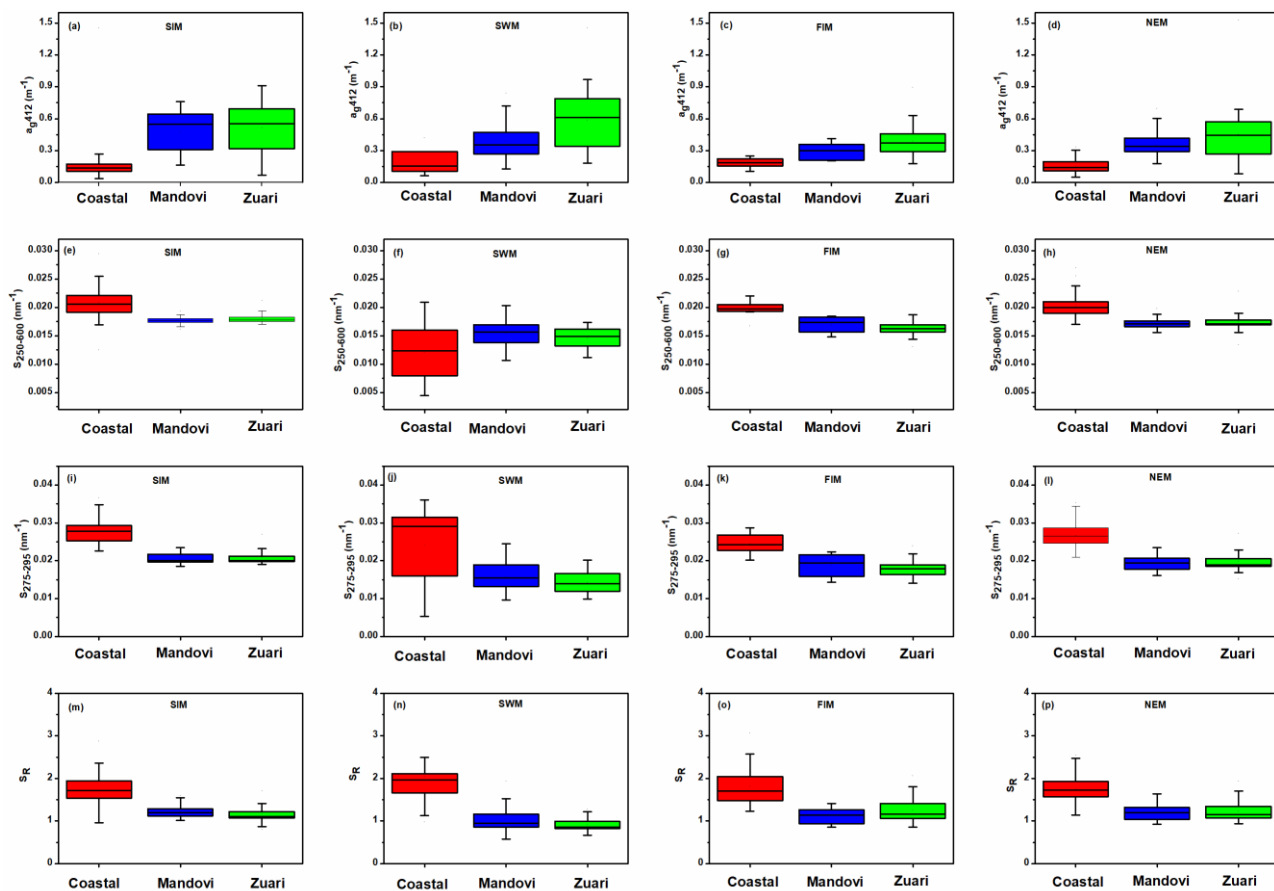 (a) SIM
a_g412 (m^-1)
1.5
1.2
0.9
0.6
0.3
0.0
Coastal Mandovi Zuari
(b) SWM
a_g412 (m^-1)
1.5
1.2
0.9
0.6
0.3
0.0
Coastal Mandovi Zuari
(c) FIM
a_g412 (m^-1)
1.5
1.2
0.9
0.6
0.3
0.0
Coastal Mandovi Zuari
(d) NEM
a_g412 (m^-1)
1.5
1.2
0.9
0.6
0.3
0.0
Coastal Mandovi Zuari
(e) SIM
S_250-600 (nm^-1)
0.030
0.025
0.020
0.015
0.010
0.005
Coastal Mandovi Zuari
(f) SWM
S_250-600 (nm^-1)
0.030
0.025
0.020
0.015
0.010
0.005
Coastal Mandovi Zuari
(g) FIM
S_250-600 (nm^-1)
0.030
0.025
0.020
0.015
0.010
0.005
Coastal Mandovi Zuari
(h) NEM
S_250-600 (nm^-1)
0.030
0.025
0.020
0.015
0.010
0.005
Coastal Mandovi Zuari
(i) SIM
S_275-295 (nm^-1)
0.04
0.03
0.02
0.01
0.00
Coastal Mandovi Zuari
(j) SWM
S_275-295 (nm^-1)
0.04
0.03
0.02
0.01
0.00
Coastal Mandovi Zuari
(k) FIM
S_275-295 (nm^-1)
0.04
0.03
0.02
0.01
0.00
Coastal Mandovi Zuari
(l) NEM
S_275-295 (nm^-1)
0.04
0.03
0.02
0.01
0.00
Coastal Mandovi Zuari
(m) SIM
S_R
4
3
2
1
0
Coastal Mandovi Zuari
(n) SWM
S_R
4
3
2
1
0
Coastal Mandovi Zuari
(o) FIM
S_R
4
3
2
1
0
Coastal Mandovi Zuari
(p) NEM
S_R
4
3
2
1
0
Coastal Mandovi Zuari